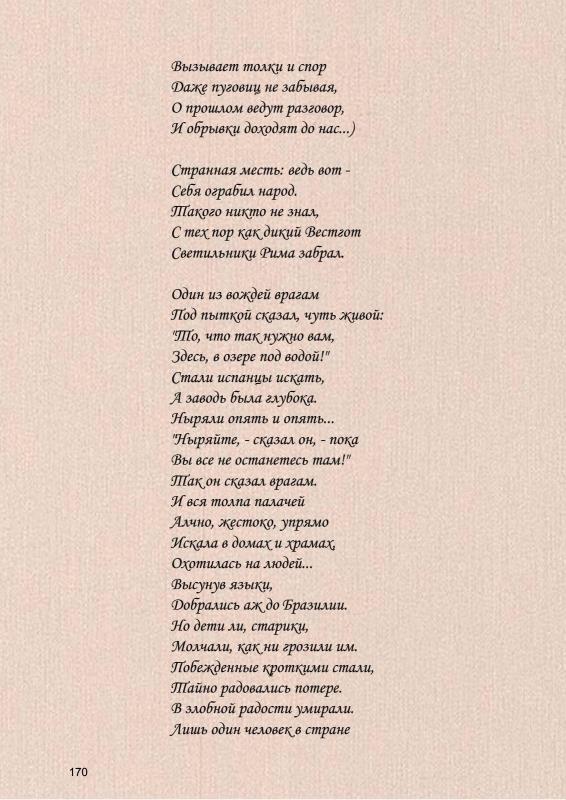 Вызывает толки и спор
Даже пуговиц не забывая,
О прошлом ведут разговор,
И обрывки доходят до нас...)
Странная месть: ведь вот -
Себя ограбил народ.
Такого никто не знал,
С тех пор как дикий Вестгот
Светильники Рима забрал.
Один из вождей врагам
Под пыткой сказал, чуть живой:
"То, что так нужно вам,
Здесь, в озере под водой!"
Стали испанцы искать,
А заводь была глубока.
Ныряли опять и опять...
"Ныряйте, - сказал он, - пока
Вы все не останетесь там!"
Так он сказал врагам.
И вся толпа палачей
Алчно, жестоко, упрямо
Искала в домах и храмах,
Охотилась на людей...
Высунув языки,
Добрались аж до Бразилии.
Но дети ли, старики,
Молчали, как ни грозили им.
Побежденные кроткими стали,
Тайно радовались потере.
В злобной радости умирали.
Лишь один человек в стране
170